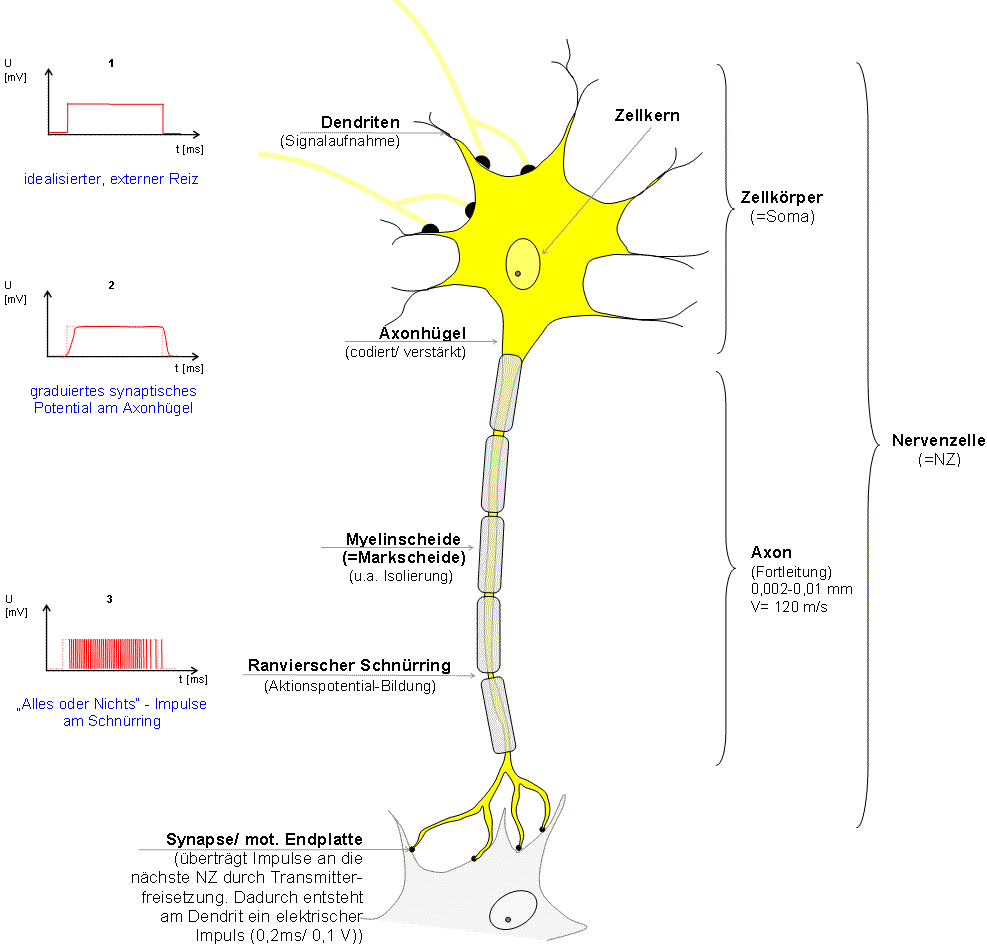 U
[mV]
1
t [ms]
idealisierter, externer Reiz
U
[mV]
2
t [ms]
graduiertes synaptisches
Potential am Axonhügel
U
[mV]
3
t [ms]
„Alles oder Nichts" - Impulse
am Schnürring
Dendriten
(Signalaufnahme)
Zellkern
Axonhügel
(codiert/ verstärkt)
Myelinscheide
(=Markscheide)
(u.a. Isolierung)
Ranvierscher Schnürring
(Aktionspotential-Bildung)
Synapse/ mot. Endplatte
(überträgt Impulse an die
nächste NZ durch Transmitter-
freisetzung. Dadurch entsteht
am Dendrit ein elektrischer
Impuls (0,2ms/ 0,1 V))
Zellkörper
(=Soma)
Axon
(Fortleitung)
0,002-0,01 mm
V= 120 m/s
Nervenzelle
(=NZ)